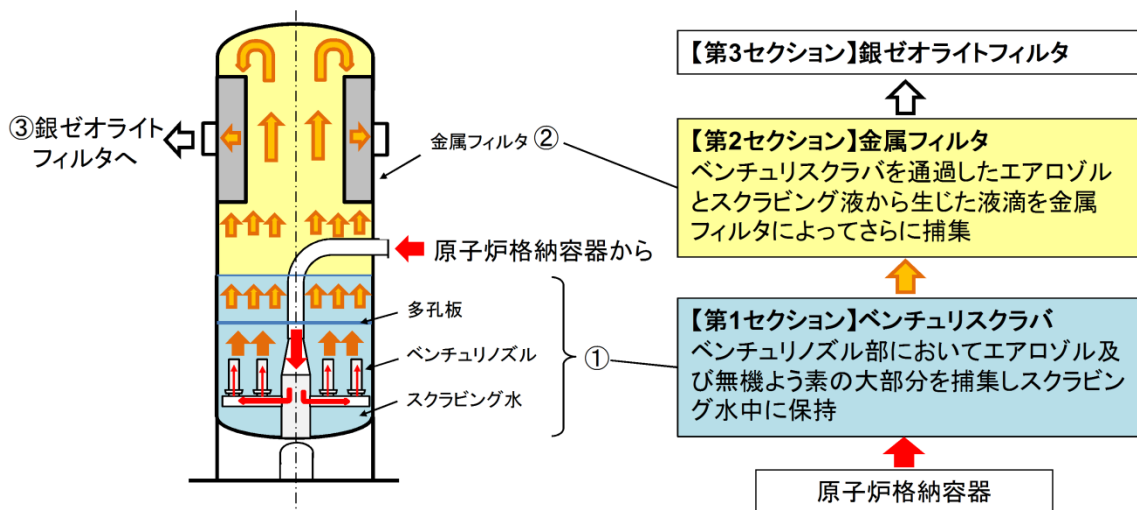 ③銀ゼオライト
フィルタへ
金属フィルタ ②
原子炉格納容器から
多孔板
ベンチュリノズル
スクラビング水
①
【第3セクション】銀ゼオライトフィルタ
【第2セクション】金属フィルタ
ベンチュリスクラバを通過したエアロゾル
とスクラビング液から生じた液滴を金属
フィルタによってさらに捕集
【第1セクション】ベンチュリスクラバ
ベンチュリノズル部においてエアロゾル及
び無機よう素の大部分を捕集しスクラビン
グ水中に保持
原子炉格納容器